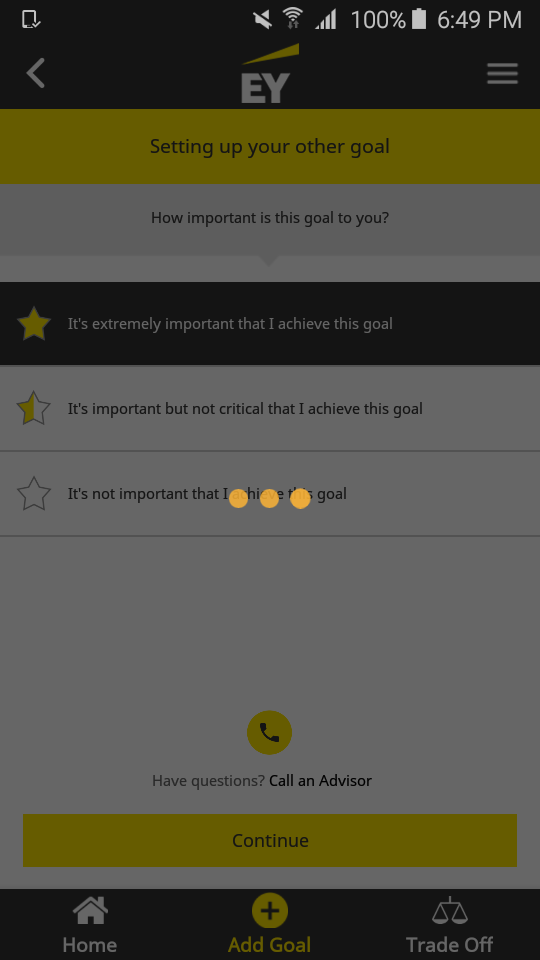 100% 6:49 PM
EY
Setting up your other goal
How important is this goal to you?
It's extremely important that I achieve this goal
It's important but not critical that I achieve this goal
It's not important that I achieve this goal
Have questions? Call an Advisor
Continue
Home Add Goal Trade Off